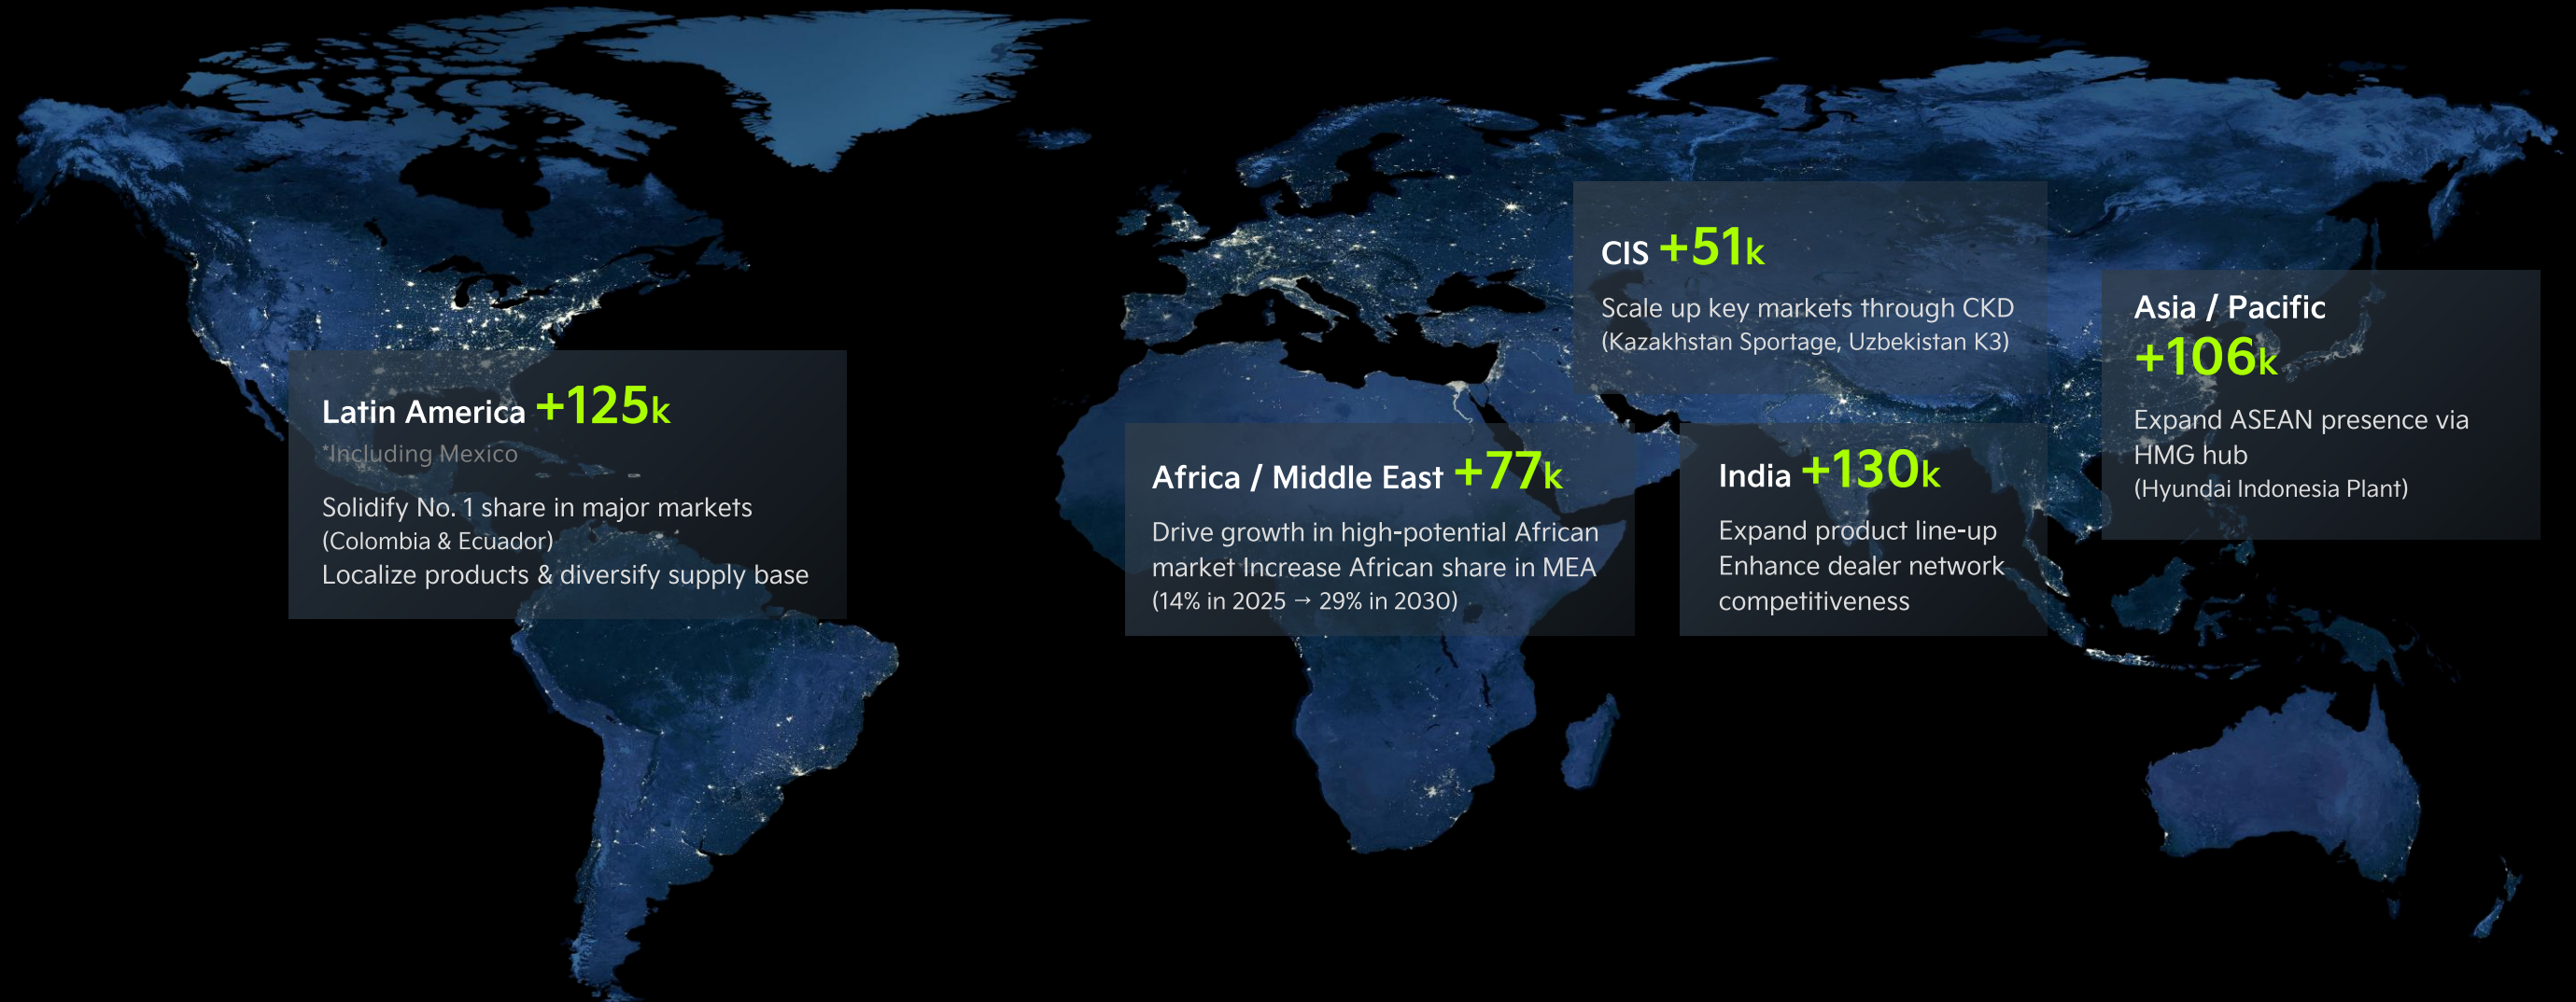 Latin America +125k
*Including Mexico
Solidify No. 1 share in major markets
(Colombia & Ecuador)
Localize products & diversify supply base
Africa / Middle East +77k
Drive growth in high-potential African
market Increase African share in MEA
(14% in 2025 → 29% in 2030)
CIS +51k
Scale up key markets through CKD
(Kazakhstan Sportage, Uzbekistan K3)
India +130k
Expand product line-up
Enhance dealer network
competitiveness
Asia / Pacific
+106k
Expand ASEAN presence via
HMG hub
(Hyundai Indonesia Plant)